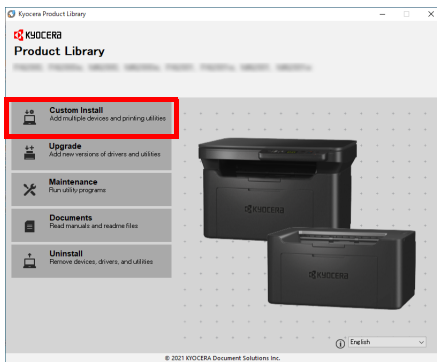 Kyocera Product Library
KYOCERA
Product Library
Custom Install
Add multiple devices and printing utilities
Upgrade
Add new versions of drivers and utilities
Maintenance
Run utility programs
Documents
Read manuals and readme files
Uninstall
Remove devices, drivers, and utilities
KYOCERA
KYOCERA
English
© 2021 KYOCERA Document Solutions Inc.